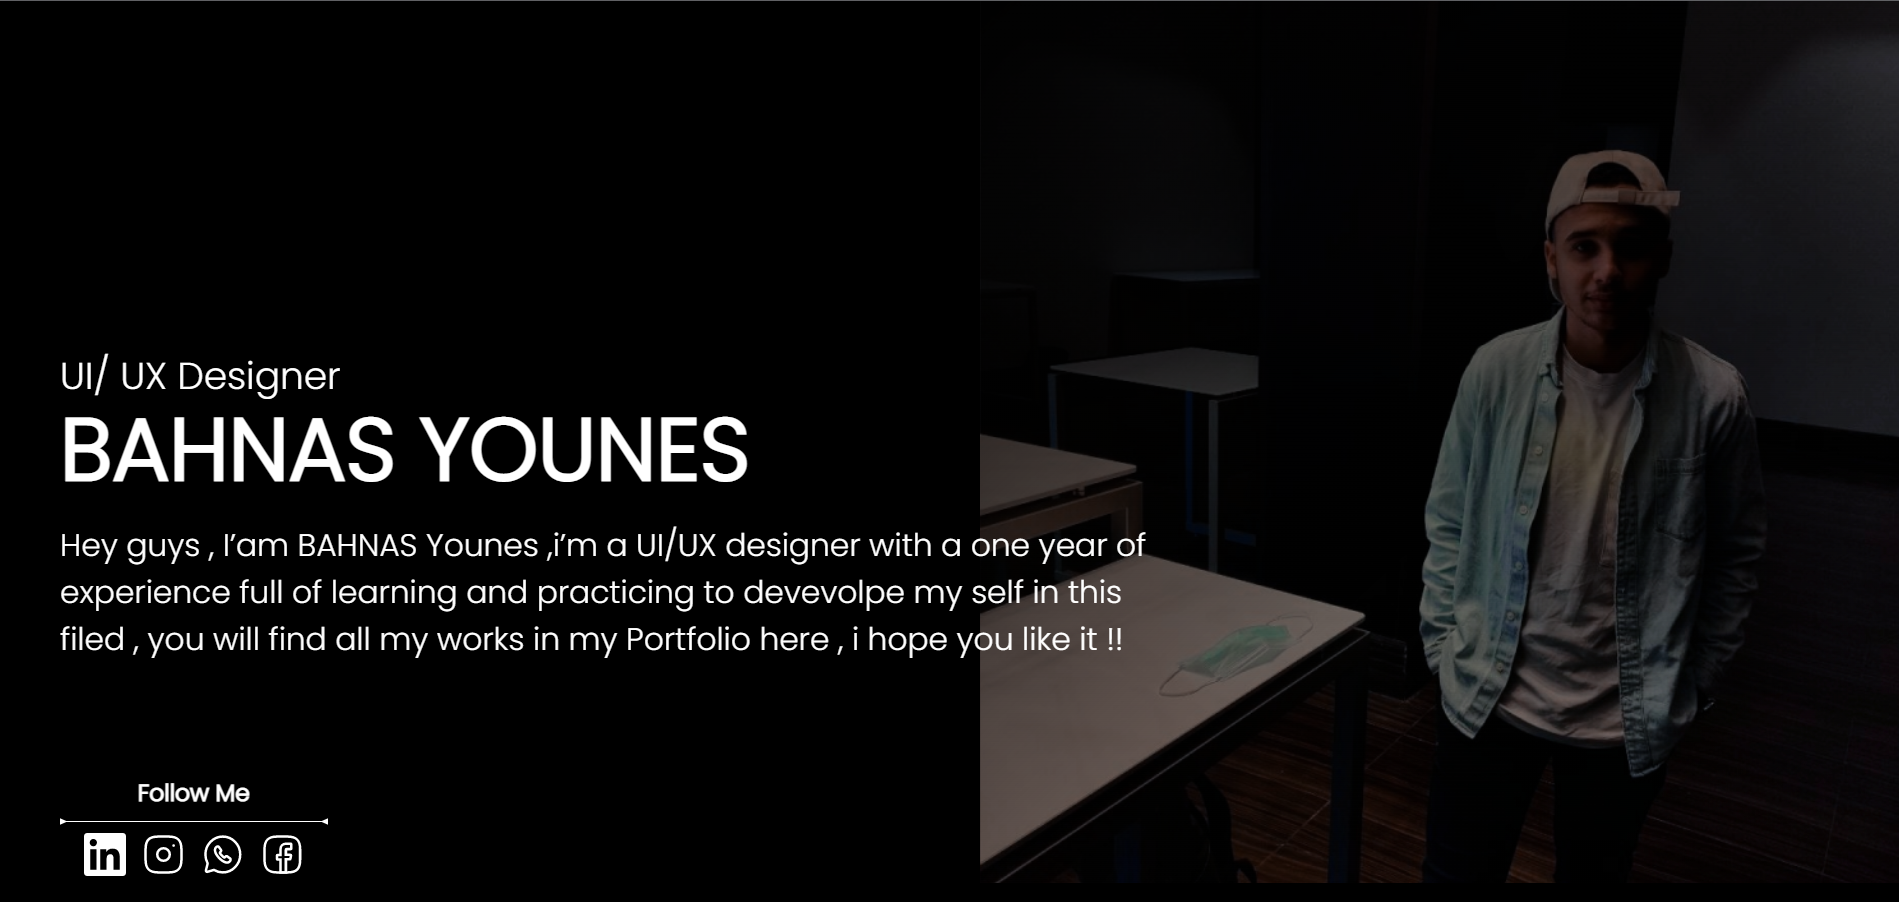 UI/ UX Designer
BAHNAS YOUNES
Hey guys , I’am BAHNAS Younes ,i’m a UI/UX designer with a one year of
experience full of learning and practicing to devevolpe my self in this
filed , you will find all my works in my Portfolio here , i hope you like it !!
Follow Me
in